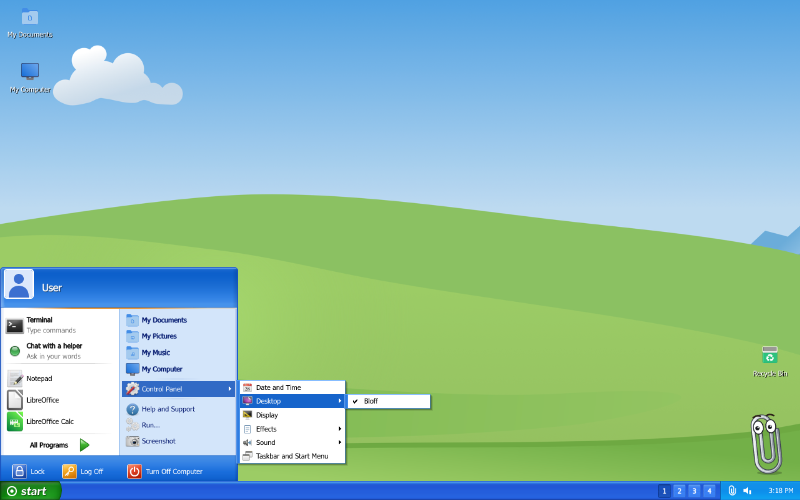 My Documents
My Computer
User
Terminal
Type commands
Chat with a helper
Ask in your words
Notepad
LibreOffice
LibreOffice Calc
All Programs
My Documents
My Pictures
My Music
My Computer
Control Panel
Help and Support
Run...
Screenshot
Date and Time
Desktop
Display
Effects
Sound
Taskbar and Start Menu
Bloff
Recycle Bin
Lock
Log Off
Turn Off Computer
start
1 2 3 4
3:18 PM